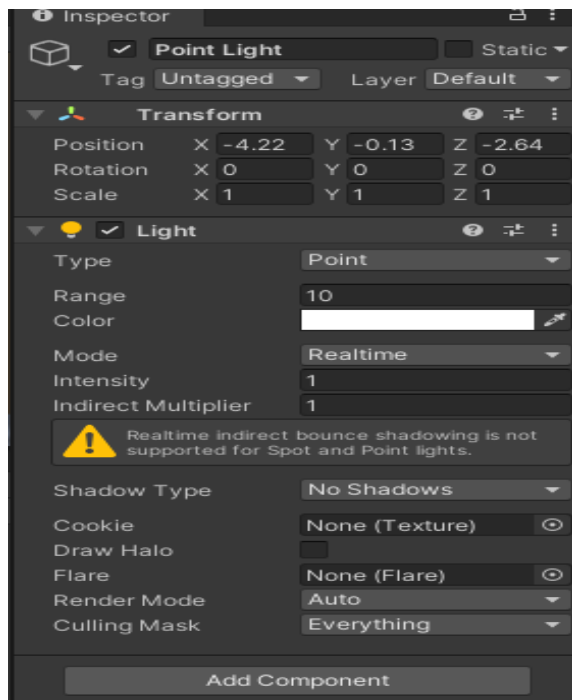 Inspector
Point Light Static
Tag Untagged Layer Default
Transform
Position X -4.22 Y -0.13 Z -2.64
Rotation X 0 Y 0 Z 0
Scale X 1 Y 1 Z 1
Light
Type Point
Range 10
Color
Mode Realtime
Intensity 1
Indirect Multiplier 1
Realtime indirect bounce shadowing is not
supported for Spot and Point lights.
Shadow Type No Shadows
Cookie None (Texture)
Draw Halo
Flare None (Flare)
Render Mode Auto
Culling Mask Everything
Add Component